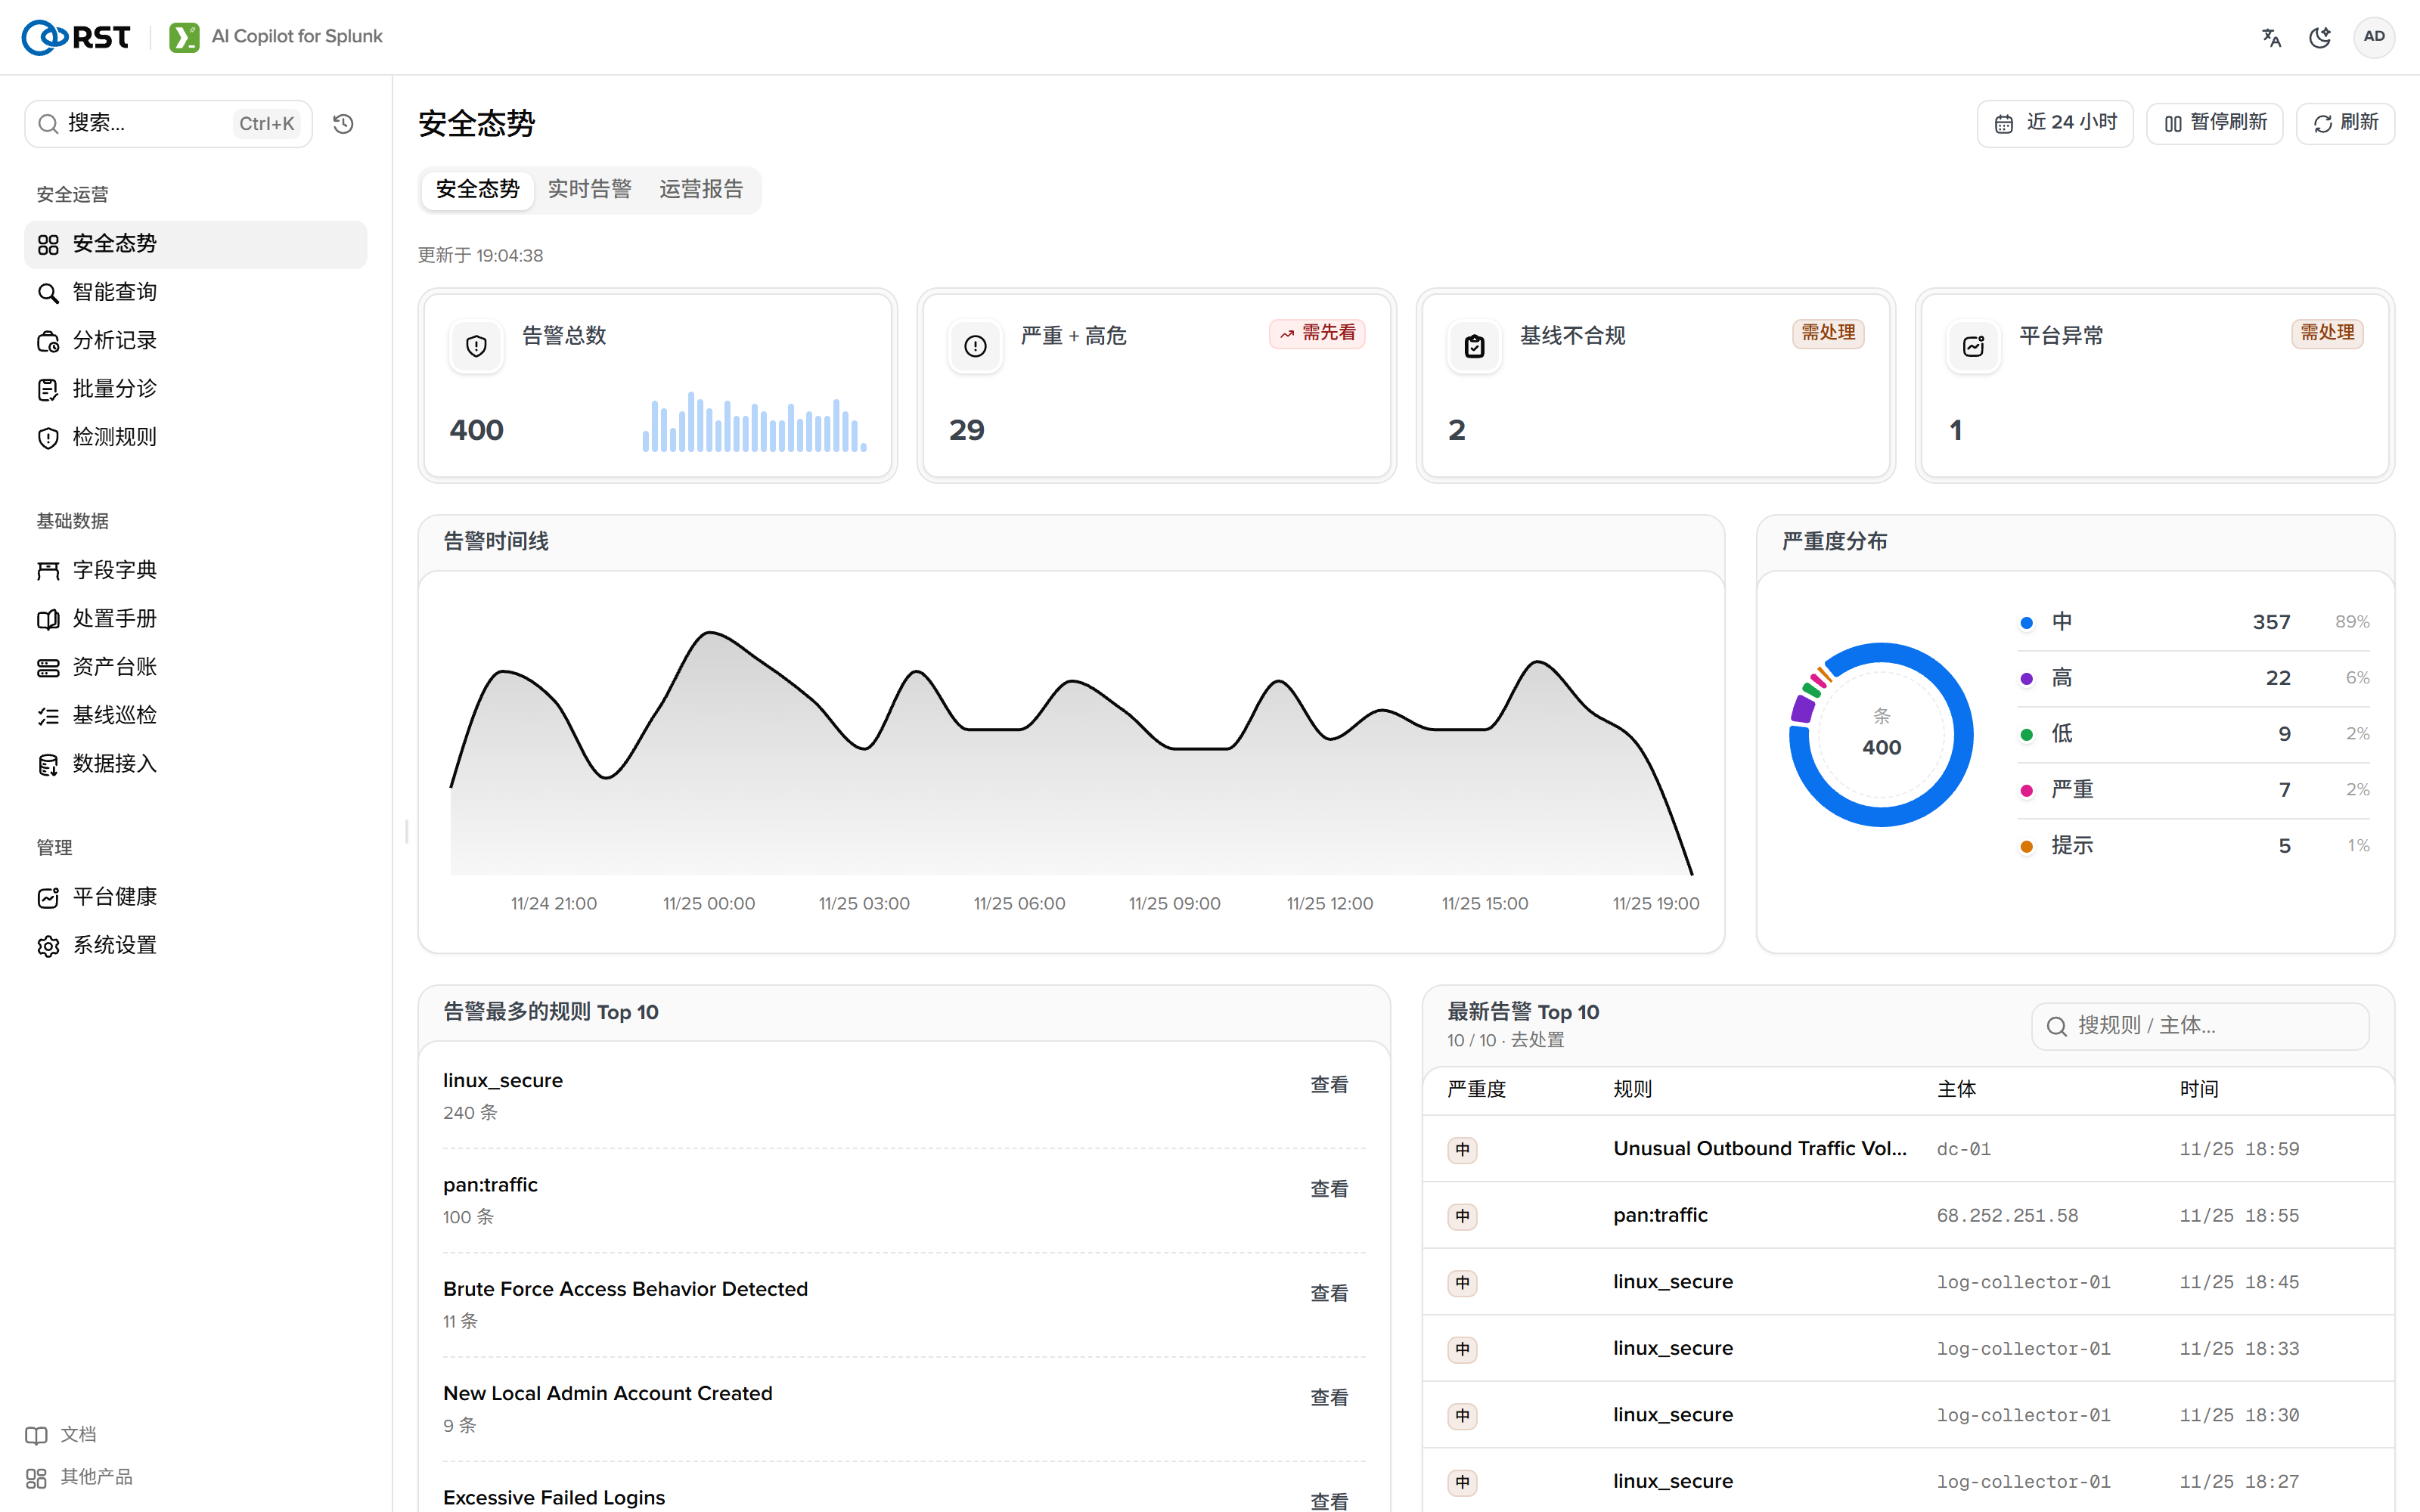 RST
AI Copilot for Splunk
AD
搜索...
Ctrl+K
安全运营
安全态势
智能查询
分析记录
批量分诊
检测规则
基础数据
字段字典
处置手册
资产台账
基线巡检
数据接入
管理
平台健康
系统设置
文档
其他产品
安全态势
近 24 小时
暂停刷新
刷新
安全态势
实时告警
运营报告
更新于 19:04:38
告警总数
400
严重 + 高危
需先看
29
基线不合规
需处理
2
平台异常
需处理
1
告警时间线
11/24 21:00
11/25 00:00
11/25 03:00
11/25 06:00
11/25 09:00
11/25 12:00
11/25 15:00
11/25 19:00
严重度分布
条
400
中 357 89%
高 22 6%
低 9 2%
严重 7 2%
提示 5 1%
告警最多的规则 Top 10
linux_secure
240 条
查看
pan:traffic
100 条
查看
Brute Force Access Behavior Detected
11 条
查看
New Local Admin Account Created
9 条
查看
Excessive Failed Logins
查看
最新告警 Top 10
10 / 10 · 去处置
搜规则 / 主体...
严重度 规则 主体 时间
中 Unusual Outbound Traffic Vol... dc-01 11/25 18:59
中 pan:traffic 68.252.251.58 11/25 18:55
中 linux_secure log-collector-01 11/25 18:45
中 linux_secure log-collector-01 11/25 18:33
中 linux_secure log-collector-01 11/25 18:30
中 linux_secure log-collector-01 11/25 18:27